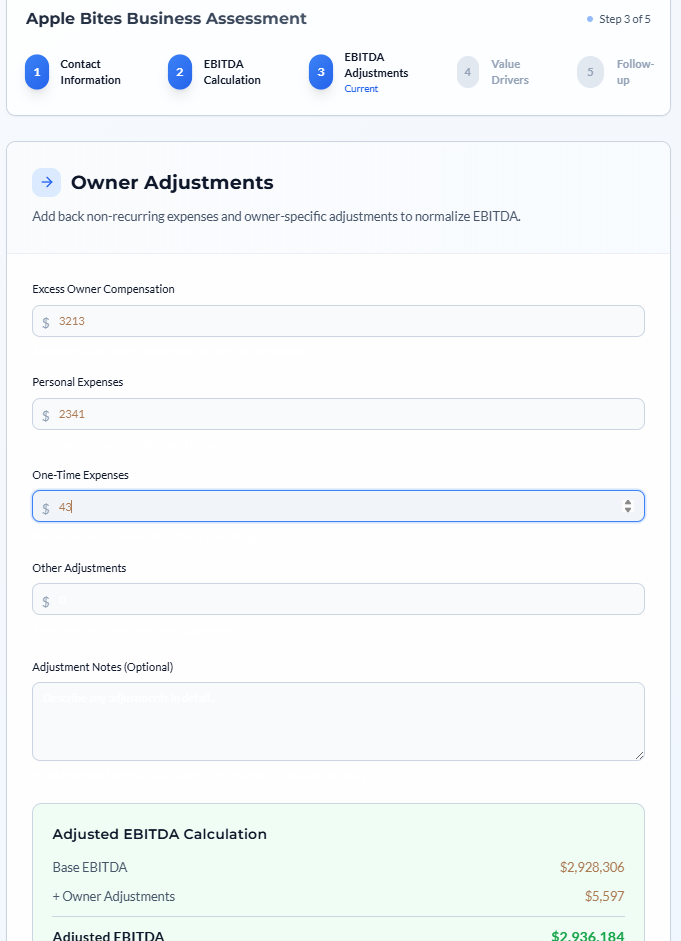 Apple Bites Business Assessment
Step 3 of 5
1 Contact Information
2 EBITDA Calculation
3 EBITDA Adjustments
Current
4 Value Drivers
5 Follow-up
Owner Adjustments
Add back non-recurring expenses and owner-specific adjustments to normalize EBITDA.
Excess Owner Compensation
$ 3213
Personal Expenses
$ 2341
One-Time Expenses
$ 43
Other Adjustments
$
Adjustment Notes (Optional)
Adjusted EBITDA Calculation
Base EBITDA $2,928,306
+ Owner Adjustments $5,597
Adjusted EBITDA $2,936,184